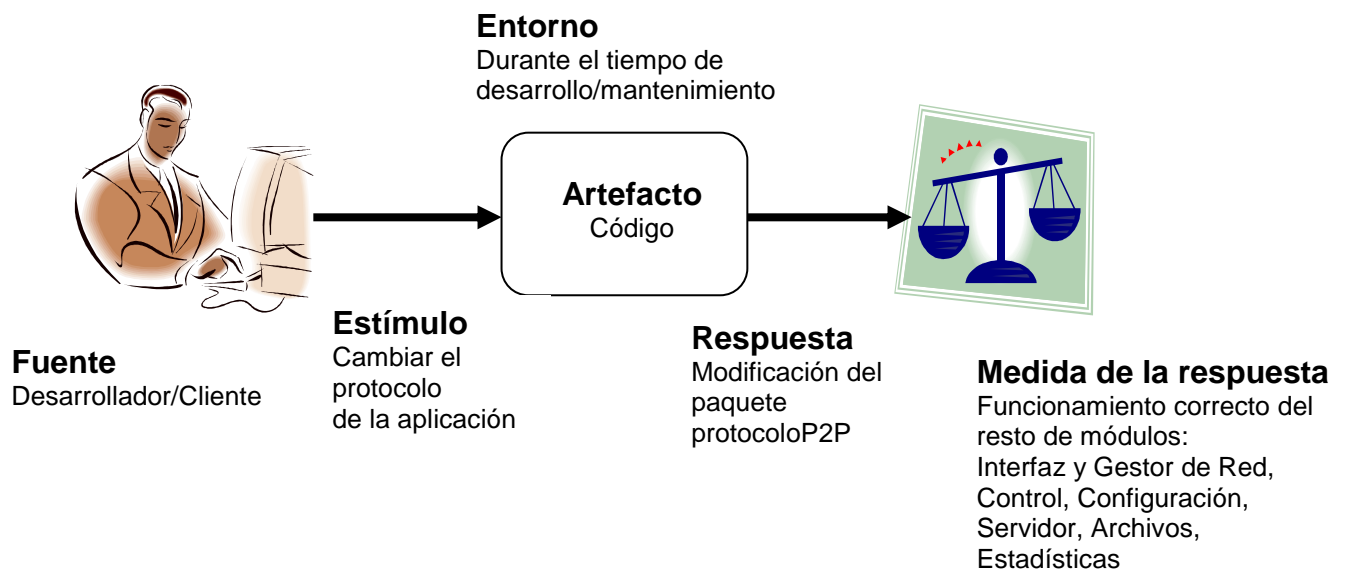 Entorno
Durante el tiempo de
desarrollo/mantenimiento
Artefacto
Código
Fuente
Desarrollador/Cliente
Estímulo
Cambiar el
protocolo
de la aplicación
Respuesta
Modificación del
paquete
protocoloP2P
Medida de la respuesta
Funcionamiento correcto del
resto de módulos:
Interfaz y Gestor de Red,
Control, Configuración,
Servidor, Archivos,
Estadísticas